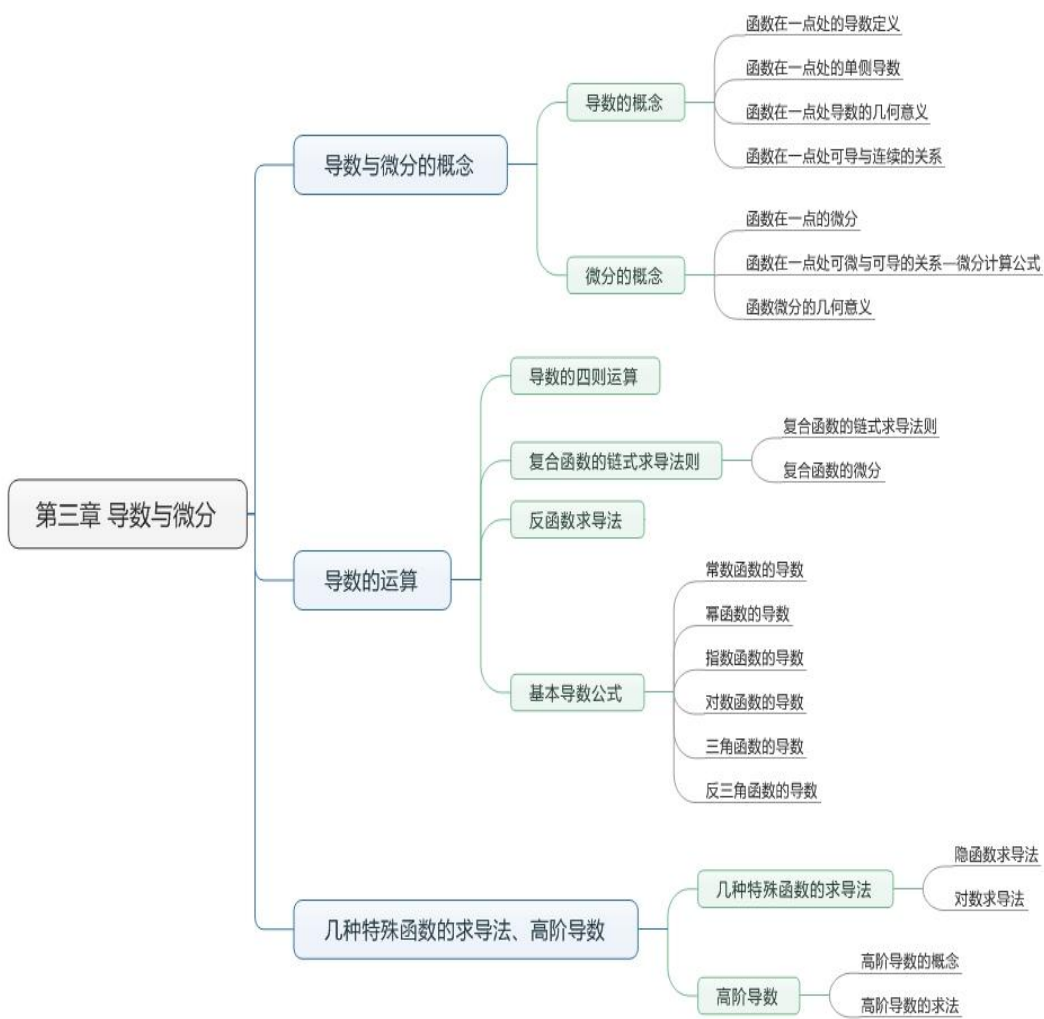 第三章 导数与微分
导数与微分的概念
导数的概念
函数在一点处的导数定义
函数在一点处的单侧导数
函数在一点处导数的几何意义
函数在一点处可导与连续的关系
微分的概念
函数在一点的微分
函数在一点处可微与可导的关系—微分计算公式
函数微分的几何意义
导数的运算
导数的四则运算
复合函数的链式求导法则
复合函数的链式求导法则
复合函数的微分
反函数求导法
基本导数公式
常数函数的导数
幂函数的导数
指数函数的导数
对数函数的导数
三角函数的导数
反三角函数的导数
几种特殊函数的求导法、高阶导数
几种特殊函数的求导法
隐函数求导法
对数求导法
高阶导数
高阶导数的概念
高阶导数的求法